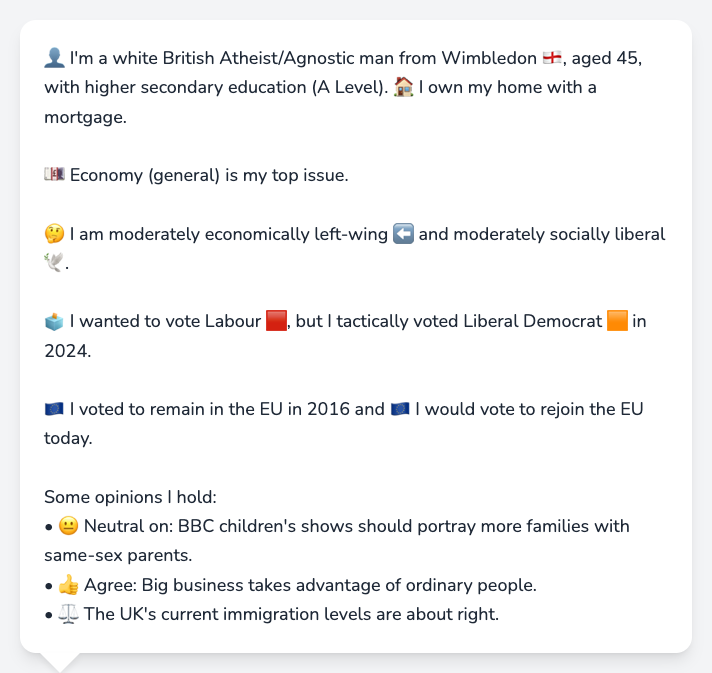 👤 I'm a white British Atheist/Agnostic man from Wimbledon 🏴󠁧󠁢󠁥󠁮󠁧󠁿, aged 45,
with higher secondary education (A Level). 🏠 I own my home with a
mortgage.
💷 Economy (general) is my top issue.
🤔 I am moderately economically left-wing ⬅️ and moderately socially liberal
🕊️.
🗳️ I wanted to vote Labour 🟥, but I tactically voted Liberal Democrat 🟧 in
2024.
🇪🇺 I voted to remain in the EU in 2016 and 🇪🇺 I would vote to rejoin the EU
today.
Some opinions I hold:
• 😐 Neutral on: BBC children's shows should portray more families with
same-sex parents.
• 👍 Agree: Big business takes advantage of ordinary people.
• ⚖️ The UK's current immigration levels are about right.